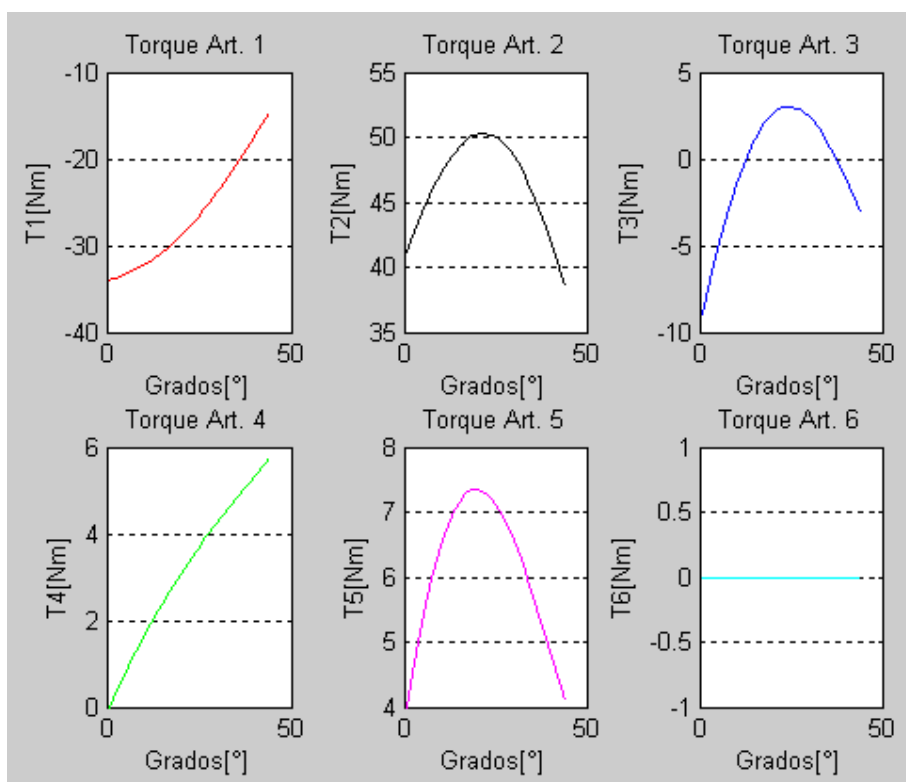 Torque Art. 1
-10
-20
-30
-40
T1[Nm]
0
50
Grados[°]
Torque Art. 2
55
50
45
40
35
T2[Nm]
0
50
Grados[°]
Torque Art. 3
5
0
-5
-10
T3[Nm]
0
50
Grados[°]
Torque Art. 4
6
4
2
0
T4[Nm]
0
50
Grados[°]
Torque Art. 5
8
7
6
5
4
T5[Nm]
0
50
Grados[°]
Torque Art. 6
1
0.5
0
-0.5
-1
T6[Nm]
0
50
Grados[°]